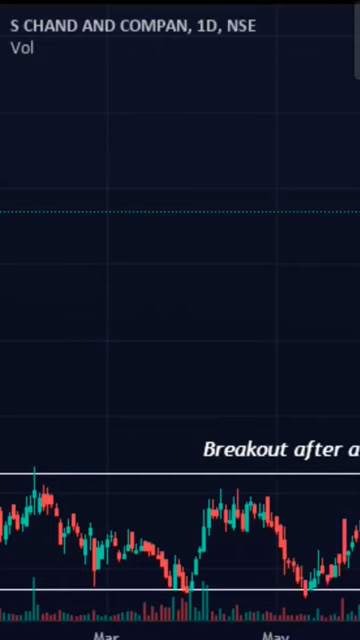 S CHAND AND COMPAN, 1D, NSE
Vol
Breakout after a
Mar
May